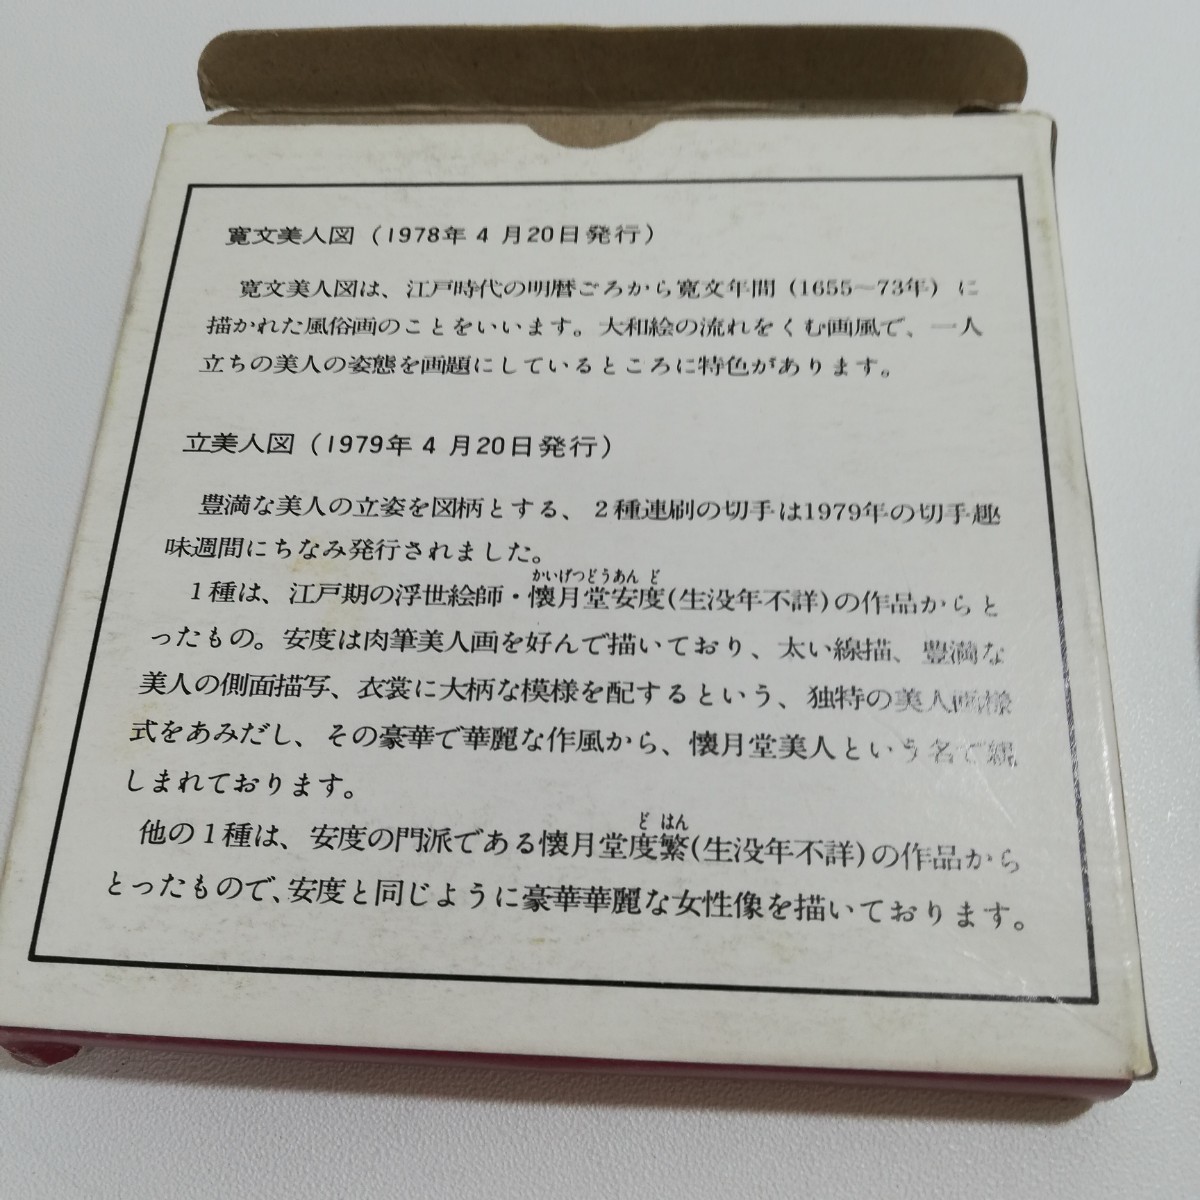 寛文美人図（1978年4月20日発行）
寛文美人図は、江戸時代の明暦ごろから寛文年間（1655～73年）に
描かれた風俗画のことをいいます。大和絵の流れをくむ画風で、一人
立ちの美人の姿態を画題にしているところに特色があります。
立美人図（1979年4月20日発行）
豊満な美人の立姿を図柄とする、2種連刷の切手は1979年の切手趣
味週間にちなみ発行されました。
かいげつどうあんど
1種は、江戸期の浮世絵師・懐月堂安度(生没年不詳)の作品からと
ったもの。安度は肉筆美人画を好んで描いており、太い線描、豊満な
美人の側面描写、衣裳に大柄な模様を配するという、独特の美人画様
式をあみだし、その豪華で華麗な作風から、懐月堂美人という名で親
しまれております。
どはん
他の1種は、安度の門派である懐月堂度繁(生没年不詳)の作品から
とったもので、安度と同じように豪華華麗な女性像を描いております。